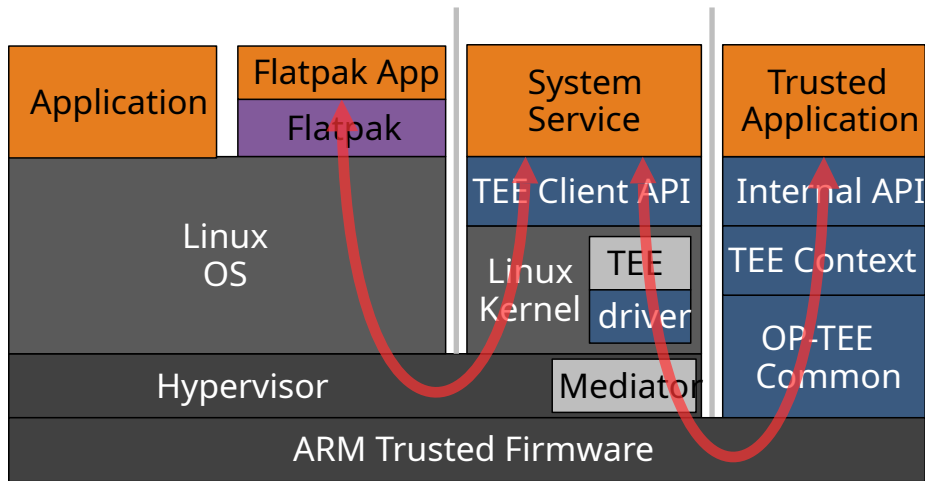 Application
Flatpak App
Flatpak
System
Service
Trusted
Application
TEE Client API
Internal API
Linux
OS
Linux
Kernel
TEE
driver
TEE Context
OP-TEE
Common
Hypervisor
Mediator
ARM Trusted Firmware